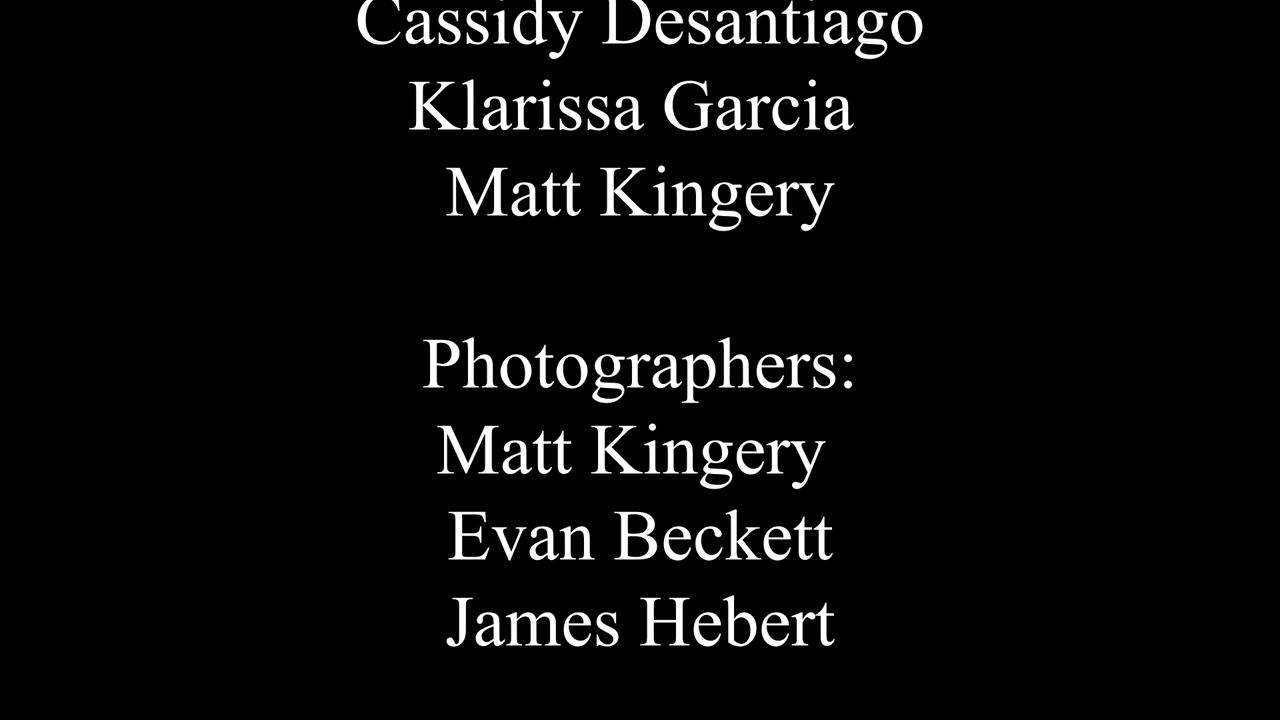 Cassidy Desantiago
Klarissa Garcia
Matt Kingery
Photographers:
Matt Kingery
Evan Beckett
James Hebert